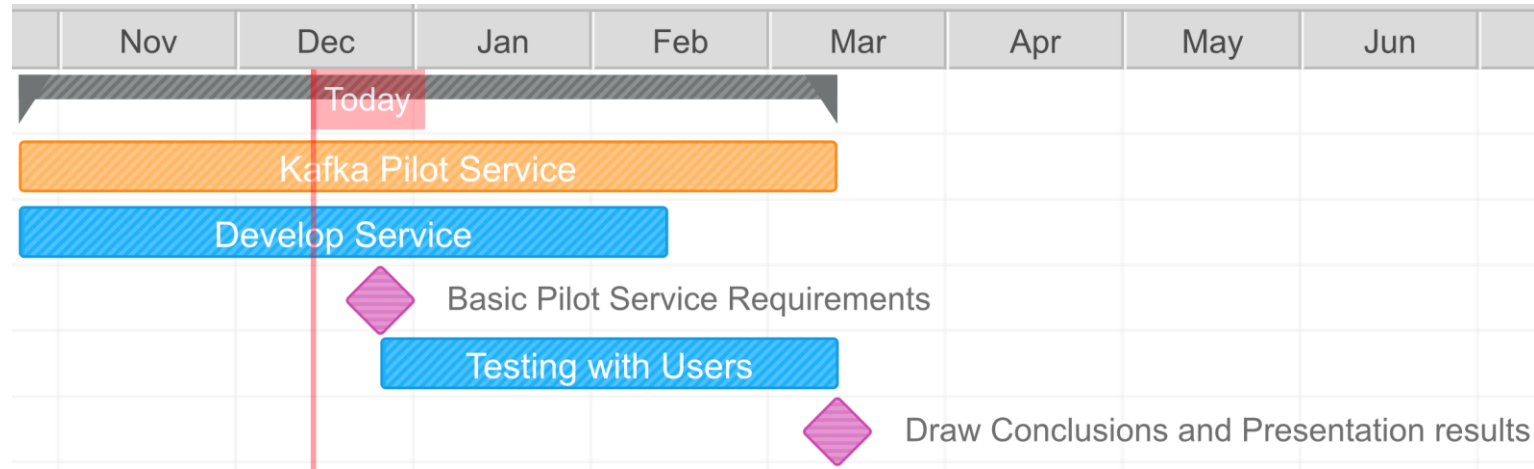 Nov Dec Jan Feb Mar Apr May Jun
Today
Kafka Pilot Service
Develop Service
Basic Pilot Service Requirements
Testing with Users
Draw Conclusions and Presentation results